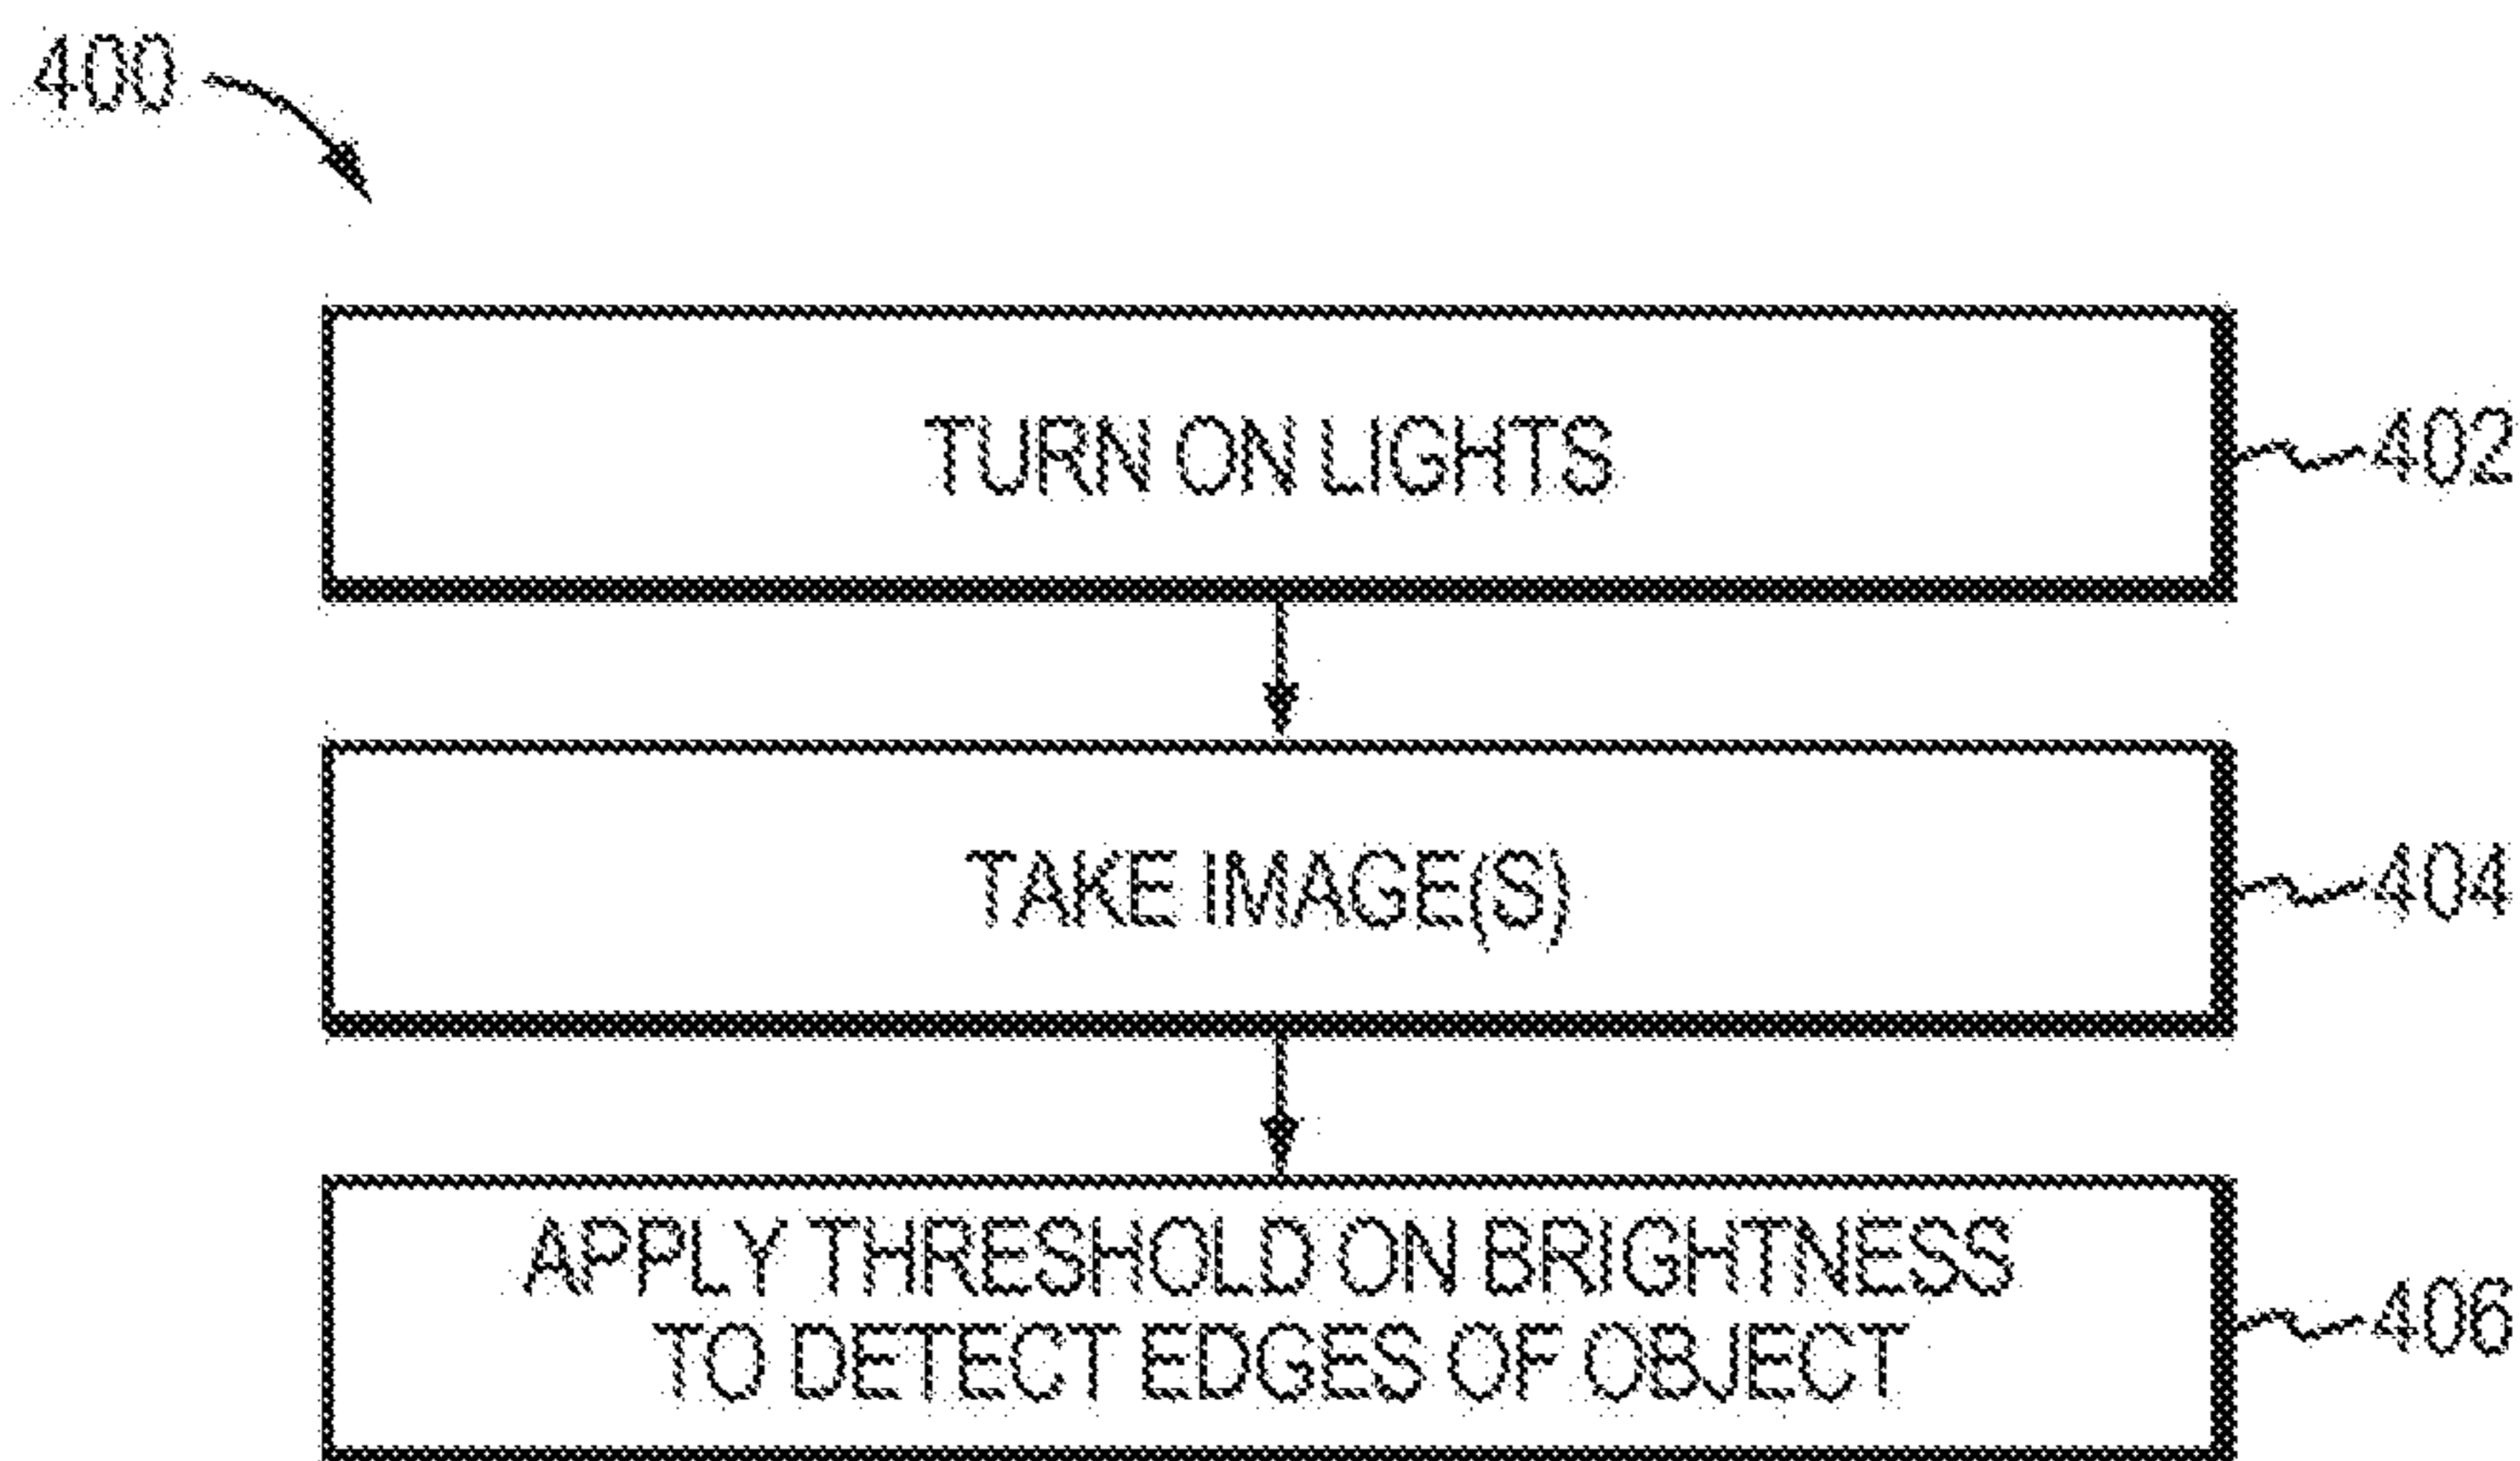 400
TURN ON LIGHTS
402
TAKE IMAGE(S)
404
APPLY THRESHOLD ON BRIGHTNESS
TO DETECT EDGES OF OBJECT
406